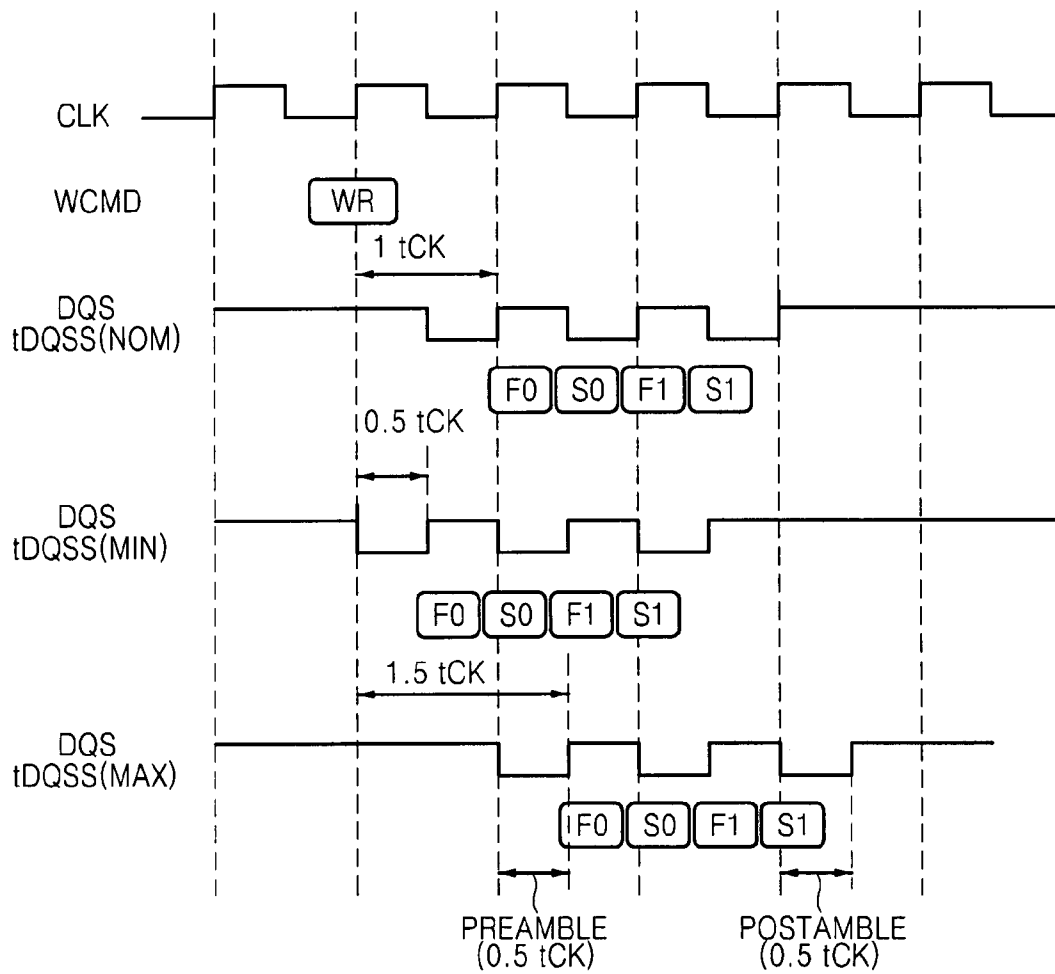 CLK
WCMD
WR
1 tCK
DQS
tDQSS(NOM)
F0 S0 F1 S1
0.5 tCK
DQS
tDQSS(MIN)
F0 S0 F1 S1
1.5 tCK
DQS
tDQSS(MAX)
F0 S0 F1 S1
PREAMBLE
(0.5 tCK)
POSTAMBLE
(0.5 tCK)